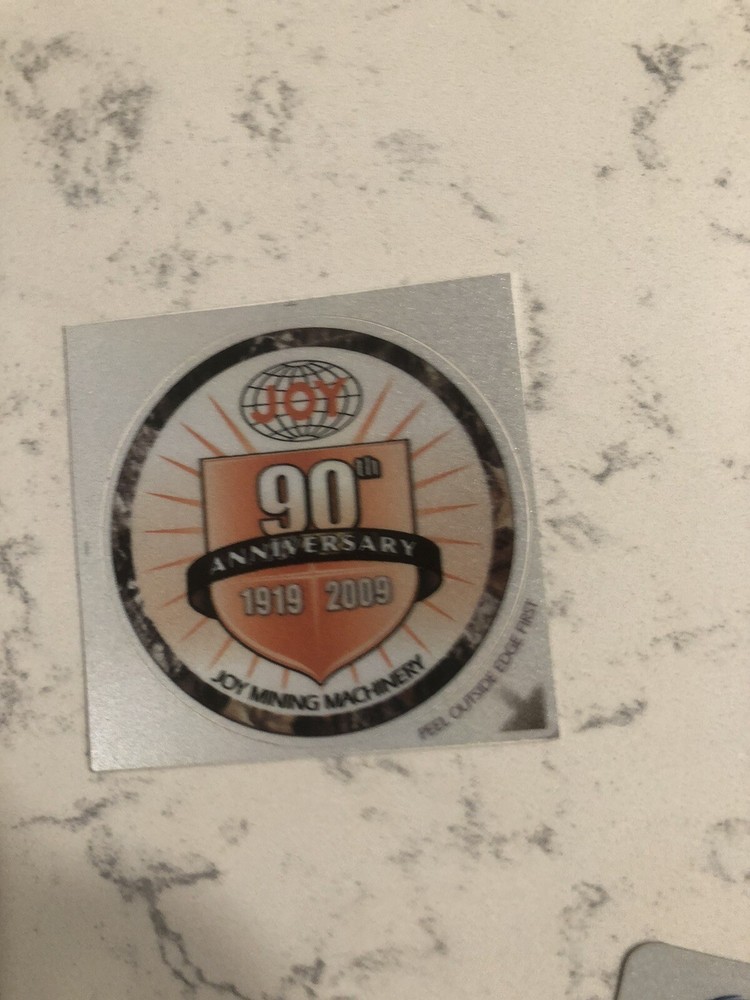 JOY
90th
ANNIVERSARY
1919 2009
JOY MINING MACHINERY
PEEL OUTSIDE EDGE FIRST